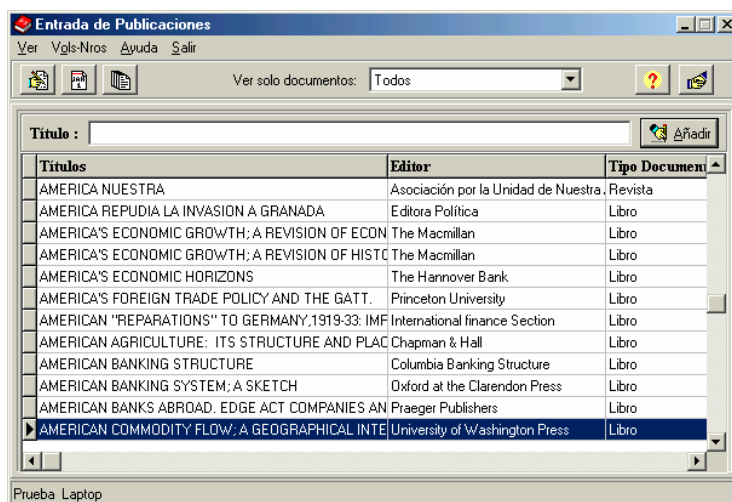 Entrada de Publicaciones
Ver Vols-Nros Ayuda Salir
Ver solo documentos: Todos
Título : Añadir
Títulos Editor Tipo Documen
AMERICA NUESTRA Asociación por la Unidad de Nuestra Revista
AMERICA REPUDIA LA INVASION A GRANADA Editora Política Libro
AMERICA'S ECONOMIC GROWTH; A REVISION OF ECON The Macmillan Libro
AMERICA'S ECONOMIC GROWTH; A REVISION OF HISTO The Macmillan Libro
AMERICA'S ECONOMIC HORIZONS The Hannover Bank Libro
AMERICA'S FOREIGN TRADE POLICY AND THE GATT. Princeton University Libro
AMERICAN "REPARATIONS" TO GERMANY,1919-33: IMF International finance Section Libro
AMERICAN AGRICULTURE: ITS STRUCTURE AND PLAC Chapman & Hall Libro
AMERICAN BANKING STRUCTURE Columbia Banking Structure Libro
AMERICAN BANKING SYSTEM; A SKETCH Oxford at the Clarendon Press Libro
AMERICAN BANKS ABROAD. EDGE ACT COMPANIES AN Praeger Publishers Libro
AMERICAN COMMODITY FLOW; A GEOGRAPHICAL INTE University of Washington Press Libro
Prueba Laptop